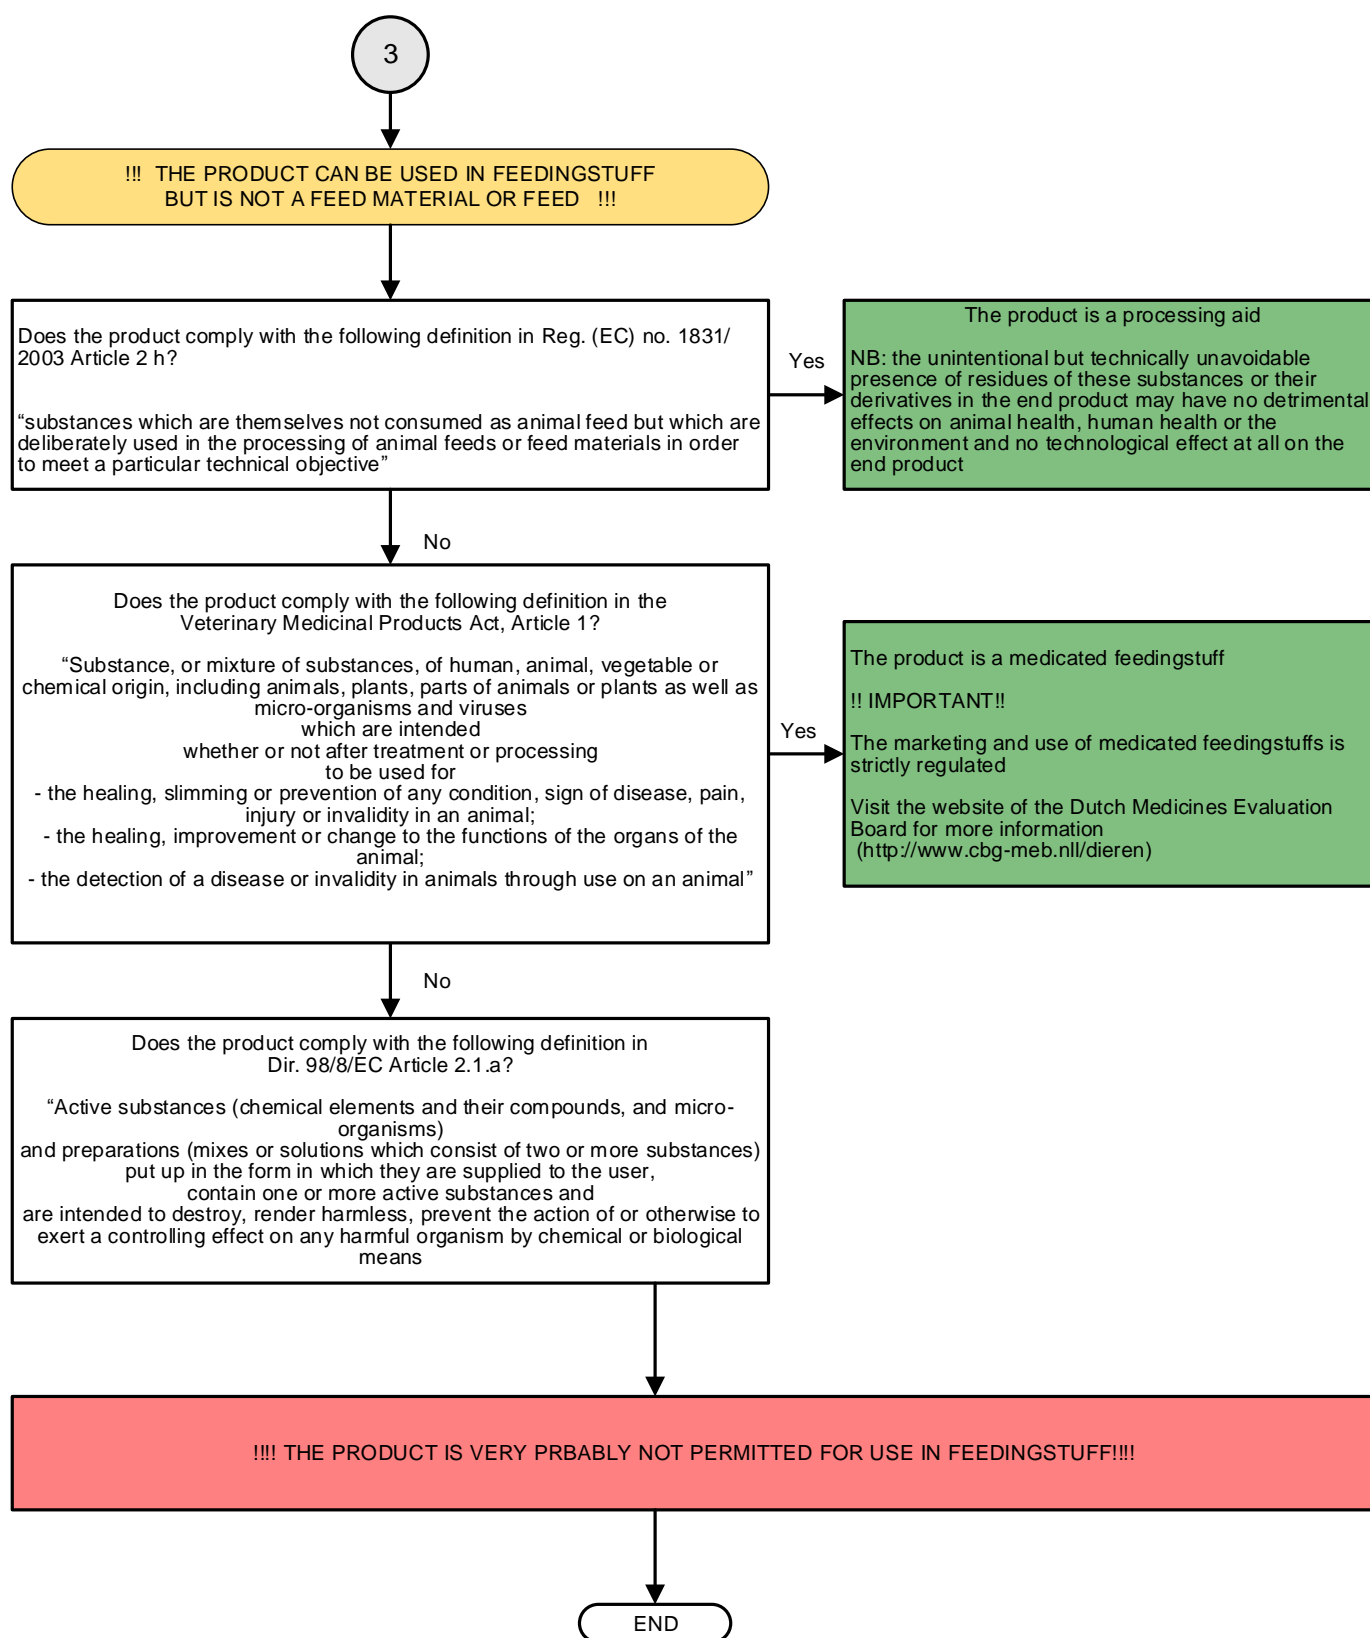 3
!!!  THE PRODUCT CAN BE USED IN FEEDINGSTUFF
BUT IS NOT A FEED MATERIAL OR FEED   !!!
Does the product comply with the following definition in Reg. (EC) no. 1831/
2003 Article 2 h?
“substances which are themselves not consumed as animal feed but which are
deliberately used in the processing of animal feeds or feed materials in order
to meet a particular technical objective”
Yes
The product is a processing aid
NB: the unintentional but technically unavoidable
presence of residues of these substances or their
derivatives in the end product may have no detrimental
effects on animal health, human health or the
environment and no technological effect at all on the
end product
No
Does the product comply with the following definition in the
Veterinary Medicinal Products Act, Article 1?
“Substance, or mixture of substances, of human, animal, vegetable or
chemical origin, including animals, plants, parts of animals or plants as well as
micro-organisms and viruses
which are intended
whether or not after treatment or processing
to be used for
- the healing, slimming or prevention of any condition, sign of disease, pain,
injury or invalidity in an animal;
- the healing, improvement or change to the functions of the organs of the
animal;
- the detection of a disease or invalidity in animals through use on an animal”
Yes
The product is a medicated feedingstuff
!! IMPORTANT!!
The marketing and use of medicated feedingstuffs is
strictly regulated
Visit the website of the Dutch Medicines Evaluation
Board for more information
(http://www.cbg-meb.nll/dieren)
No
Does the product comply with the following definition in
Dir. 98/8/EC Article 2.1.a?
“Active substances (chemical elements and their compounds, and micro-
organisms)
and preparations (mixes or solutions which consist of two or more substances)
put up in the form in which they are supplied to the user,
contain one or more active substances and
are intended to destroy, render harmless, prevent the action of or otherwise to
exert a controlling effect on any harmful organism by chemical or biological
means
!!!! THE PRODUCT IS VERY PRBABLY NOT PERMITTED FOR USE IN FEEDINGSTUFF!!!!
END